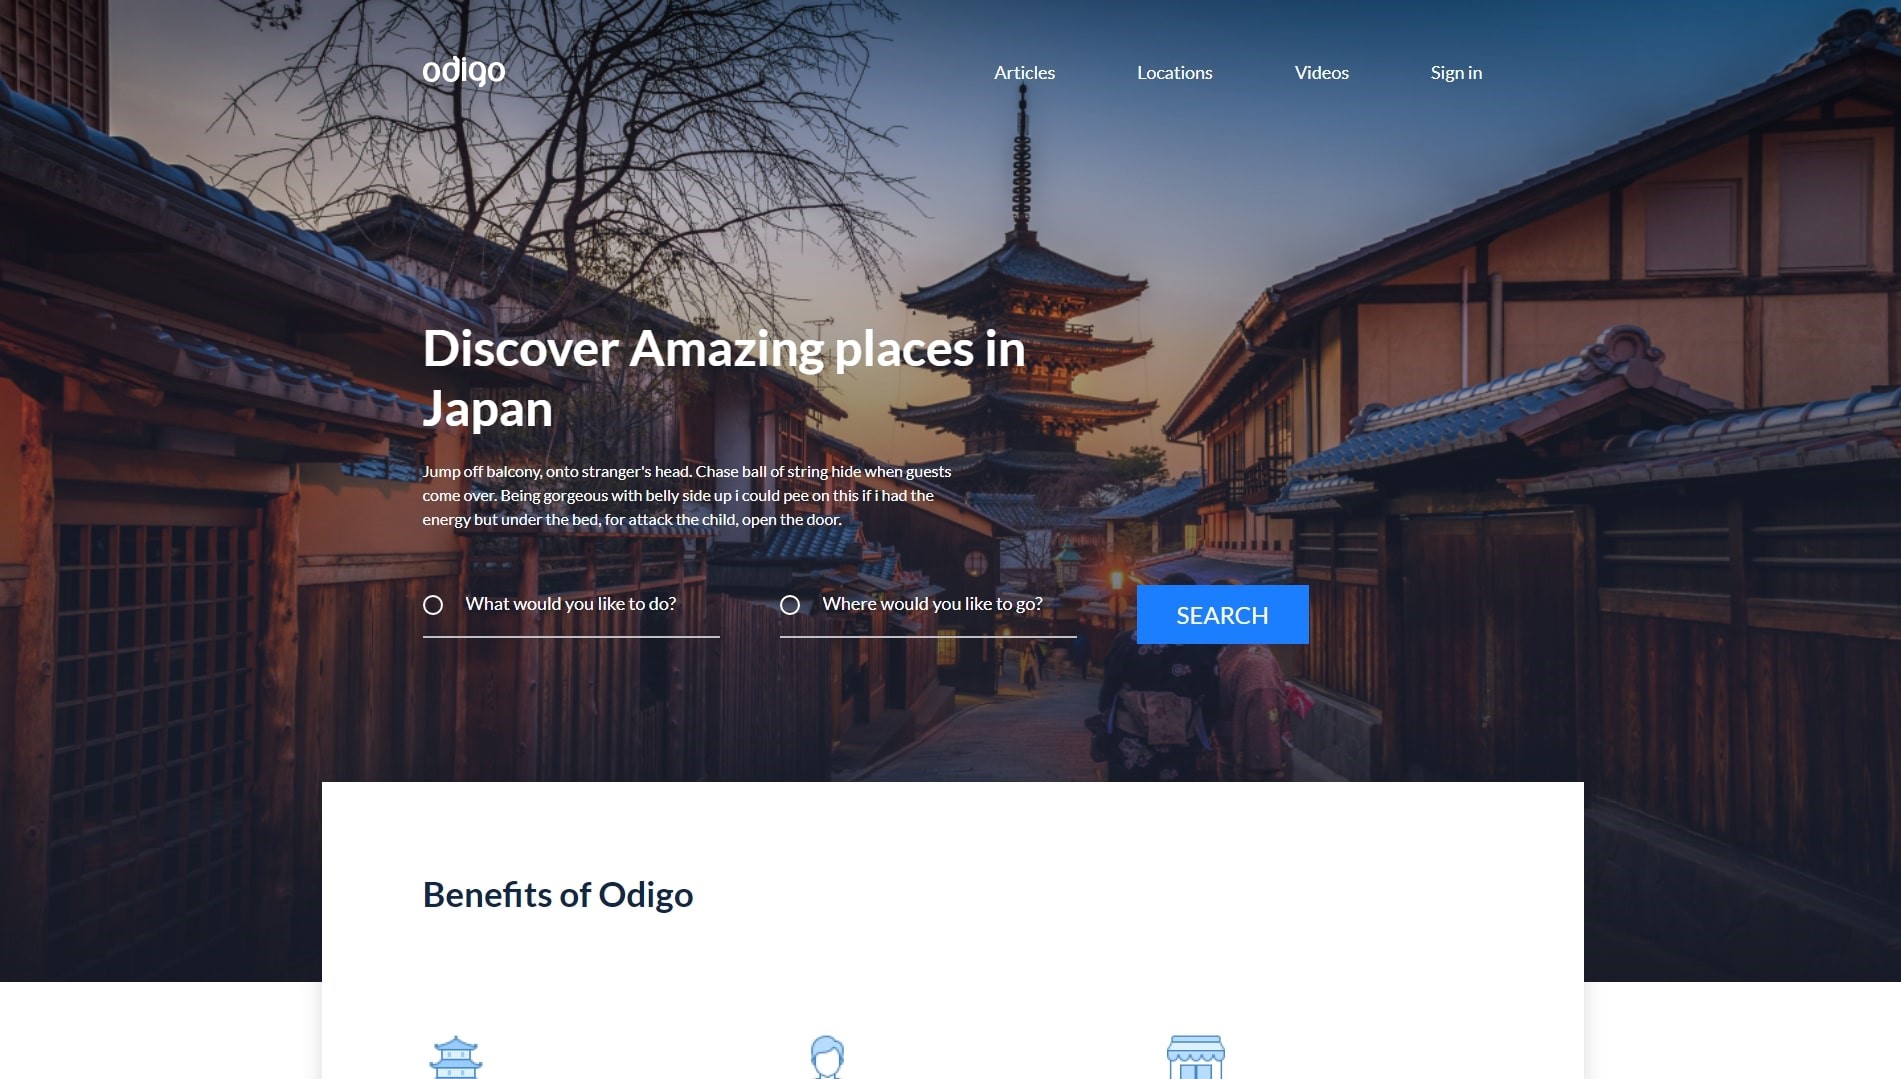 odigo
Articles
Locations
Videos
Sign in
Discover Amazing places in
Japan
Jump off balcony, onto stranger's head. Chase ball of string hide when guests
come over. Being gorgeous with belly side up i could pee on this if i had the
energy but under the bed, for attack the child, open the door.
What would you like to do?
Where would you like to go?
SEARCH
Benefits of Odigo